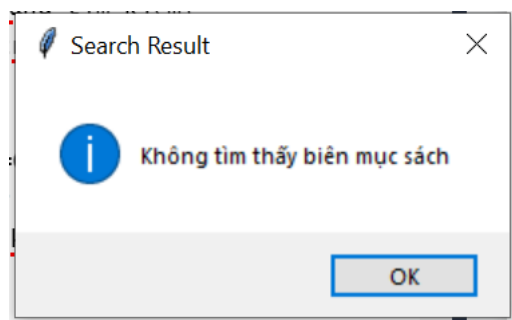 Search Result
Không tìm thấy biên mục sách
OK